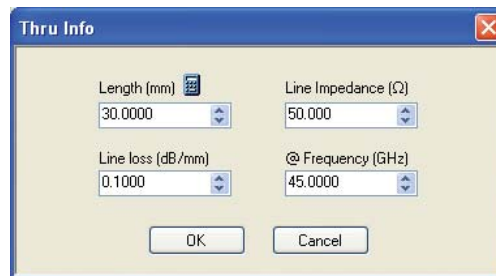 Thru Info
Length (mm) Line Impedance (Ω)
30.0000 50.000
Line loss (dB/mm) @ Frequency (GHz)
0.1000 45.0000
OK Cancel